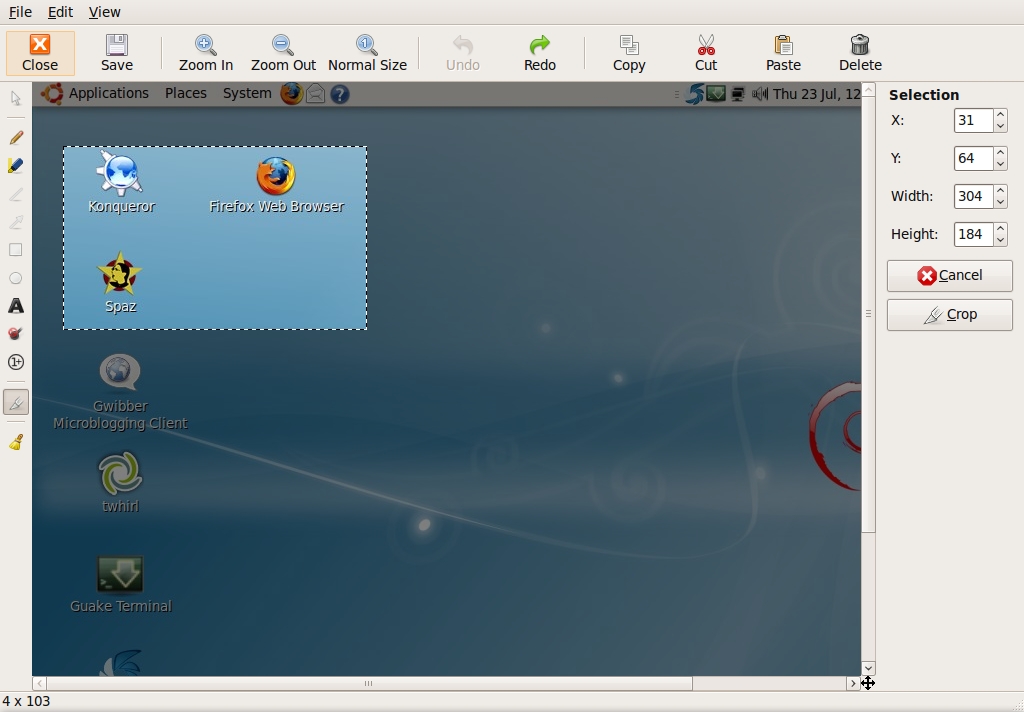 File Edit View
Close Save Zoom In Zoom Out Normal Size Undo Redo Copy Cut Paste Delete
Applications Places System Thu 23 Jul, 12
Selection
X: 31
Y: 64
Width: 304
Height: 184
Cancel
Crop
Konqueror Firefox Web Browser
Spaz
Gwibber
Microblogging Client
twhirl
Guake Terminal
4 x 103